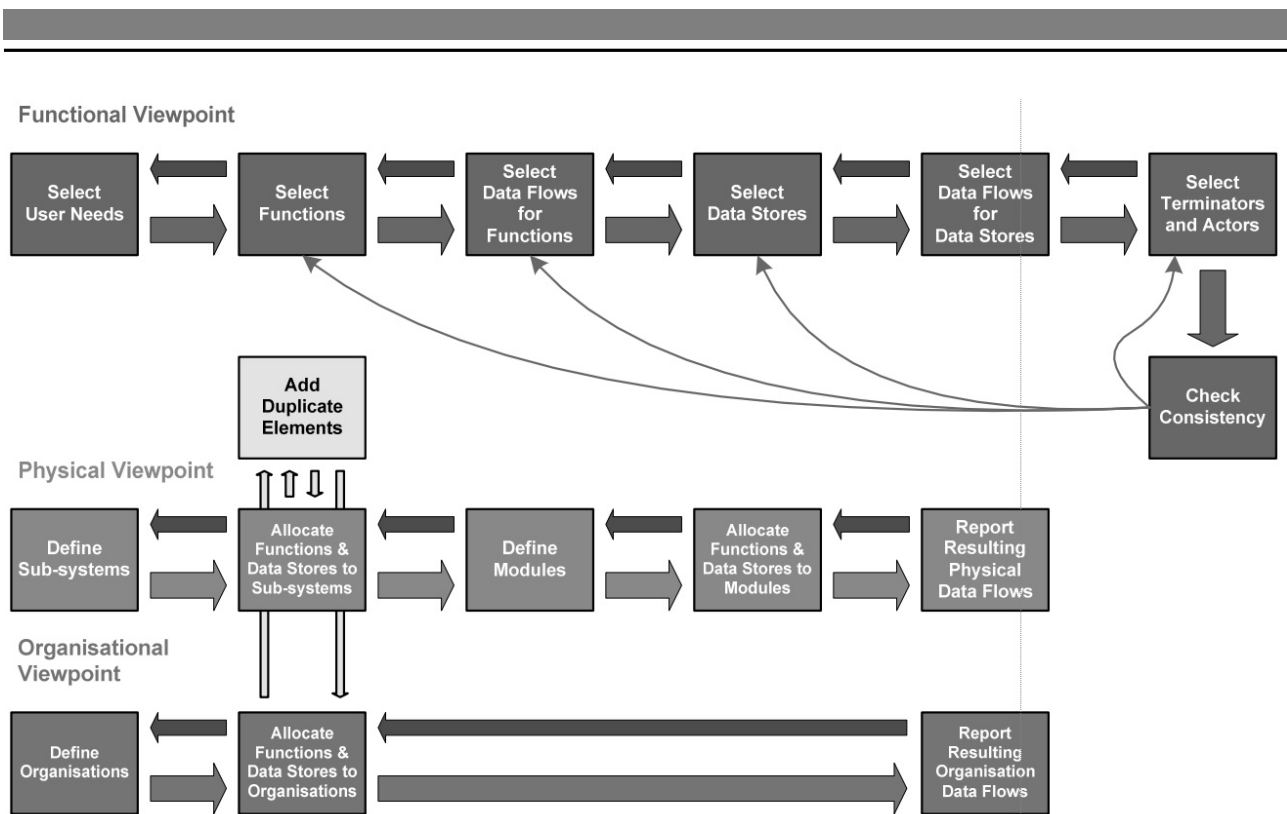 Functional Viewpoint
Select
User Needs
Select
Functions
Select
Data Flows
for
Functions
Select
Data Stores
Select
Data Flows
for
Data Stores
Select
Terminators
and Actors
Add
Duplicate
Elements
Check
Consistency
Physical Viewpoint
Define
Sub-systems
Allocate
Functions &
Data Stores to
Sub-systems
Define
Modules
Allocate
Functions &
Data Stores to
Modules
Report
Resulting
Physical
Data Flows
Organisational
Viewpoint
Define
Organisations
Allocate
Functions &
Data Stores to
Organisations
Report
Resulting
Organisation
Data Flows